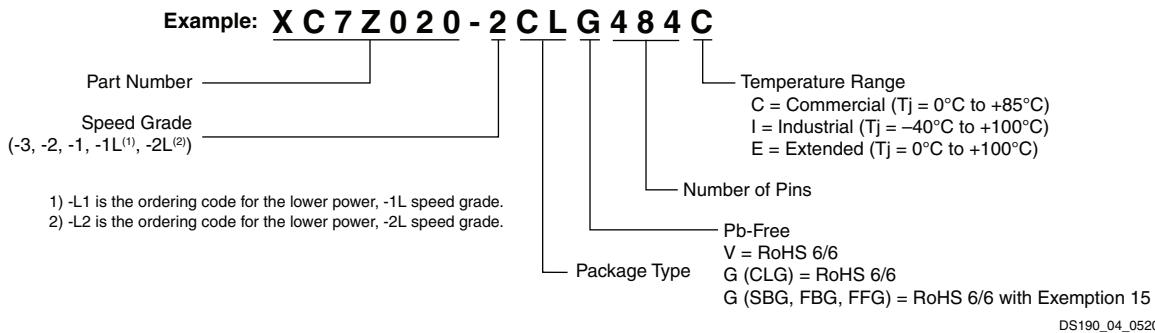 Example: XC7Z020-2CLG484C
Part Number
Speed Grade
(-3, -2, -1, -1L(1), -2L(2))
1) -L1 is the ordering code for the lower power, -1L speed grade.
2) -L2 is the ordering code for the lower power, -2L speed grade.
Temperature Range
C = Commercial (Tj = 0°C to +85°C)
I = Industrial (Tj = –40°C to +100°C)
E = Extended (Tj = 0°C to +100°C)
Number of Pins
Pb-Free
V = RoHS 6/6
G (CLG) = RoHS 6/6
G (SBG, FBG, FFG) = RoHS 6/6 with Exemption 15
Package Type
DS190_04_0520